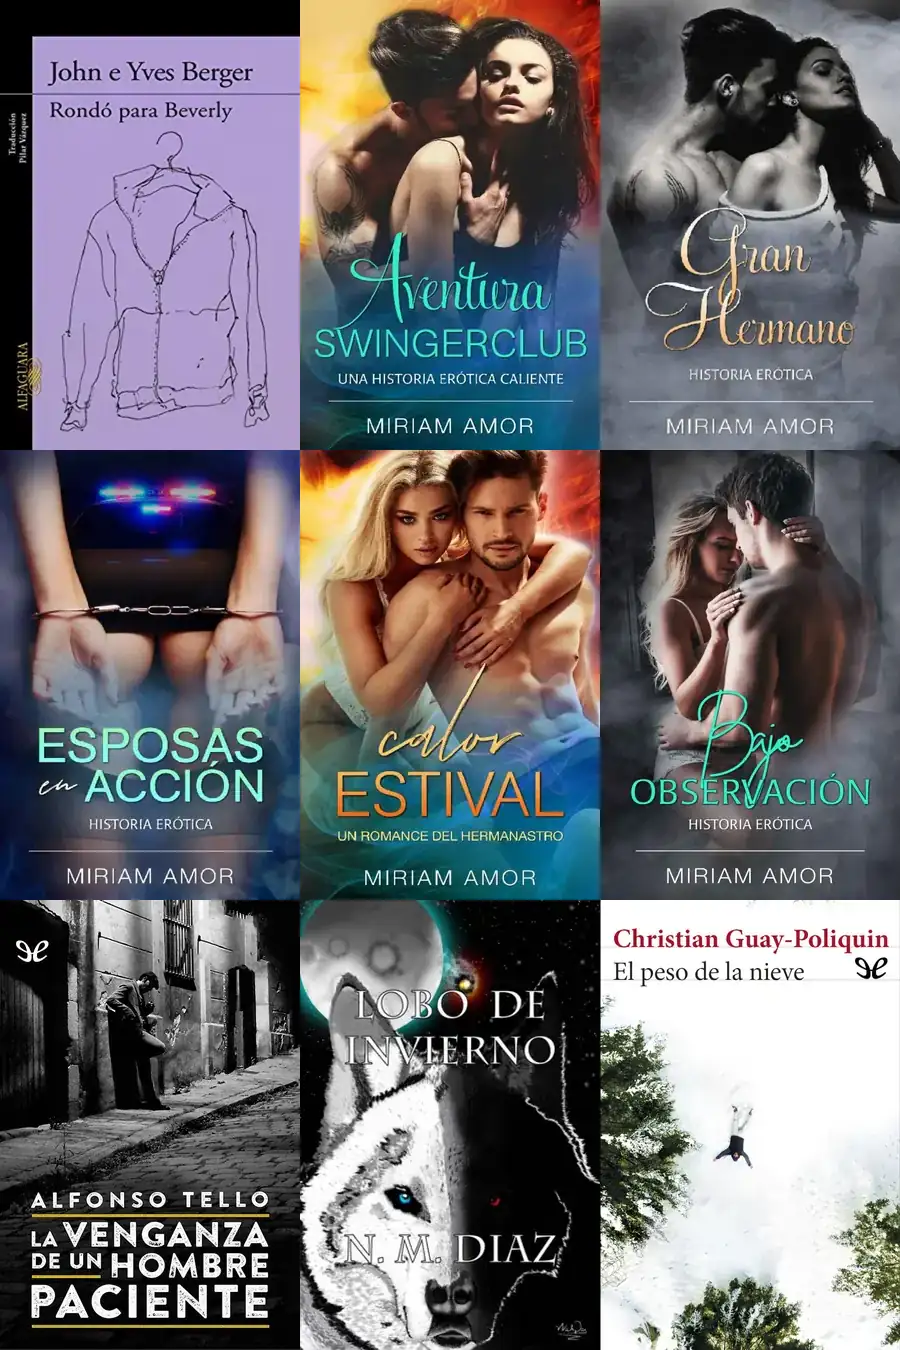 John e Yves Berger
Rondó para Beverly
Traducción
Pilar Vázquez
ALFAGUARA
Aventura
SWINGERCLUB
UNA HISTORIA ERÓTICA CALIENTE
MIRIAM AMOR
Gran
Hermano
HISTORIA ERÓTICA
MIRIAM AMOR
ESPOSAS
en ACCIÓN
HISTORIA ERÓTICA
MIRIAM AMOR
calor
ESTIVAL
UN ROMANCE DEL HERMANASTRO
MIRIAM AMOR
Bajo
OBSERVACIÓN
HISTORIA ERÓTICA
MIRIAM AMOR
ALFONSO TELLO
LA VENGANZA
DE UN HOMBRE
PACIENTE
LOBO DE
INVIERNO
N. M. DIAZ
Christian Guay-Poliquin
El peso de la nieve